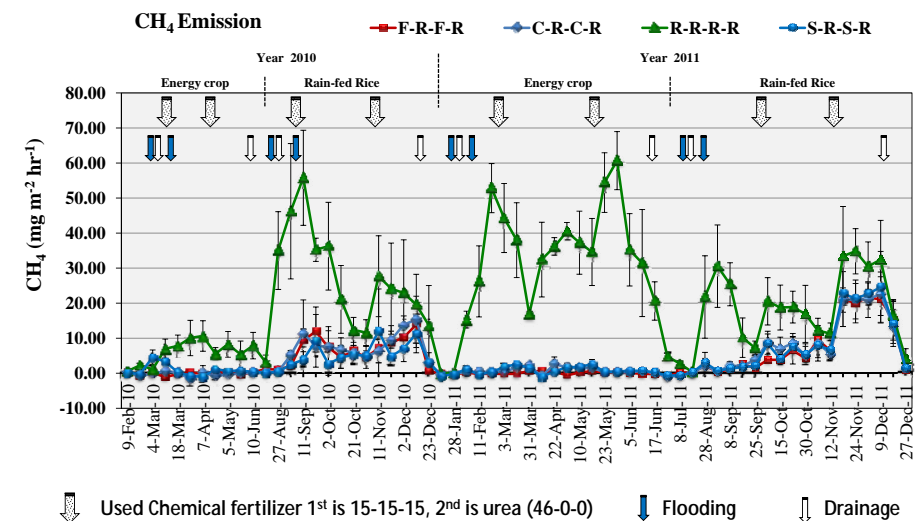 CH4 Emission
F-R-F-R C-R-C-R R-R-R-R S-R-S-R
Year 2010 Year 2011
Energy crop Rain-fed Rice Energy crop Rain-fed Rice
CH4 (mg m-2 hr-1)
80.00
70.00
60.00
50.00
40.00
30.00
20.00
10.00
0.00
-10.00
9-Feb-10
4-Mar-10
18-Mar-10
7-Apr-10
5-May-10
10-Jun-10
27-Aug-10
11-Sep-10
2-Oct-10
21-Oct-10
11-Nov-10
2-Dec-10
23-Dec-10
28-Jan-11
11-Feb-11
3-Mar-11
31-Mar-11
22-Apr-11
10-May-11
23-May-11
5-Jun-11
17-Jun-11
8-Jul-11
28-Aug-11
8-Sep-11
25-Sep-11
15-Oct-11
30-Oct-11
12-Nov-11
24-Nov-11
9-Dec-11
27-Dec-11
Used Chemical fertilizer 1st is 15-15-15, 2nd is urea (46-0-0) Flooding Drainage